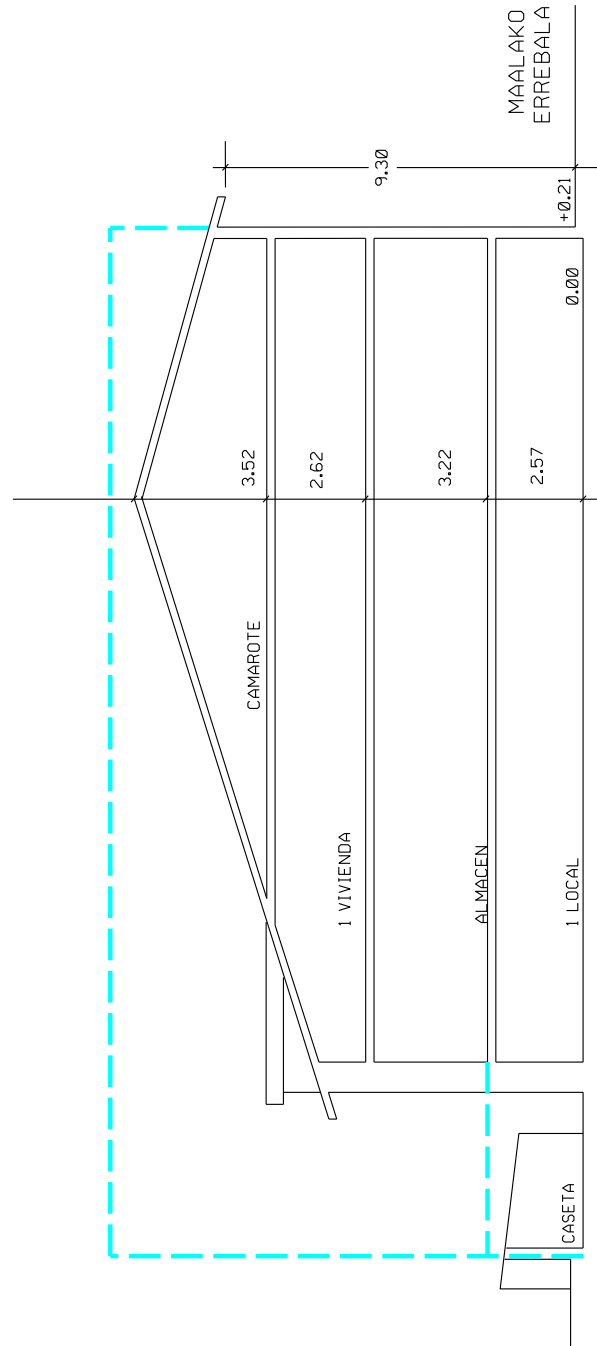 MAALAKO
ERREBALA
9.30
+0.21
0.00
3.52
2.62
3.22
2.57
CAMAROTE
1 VIVIENDA
ALMACEN
1 LOCAL
CASETA